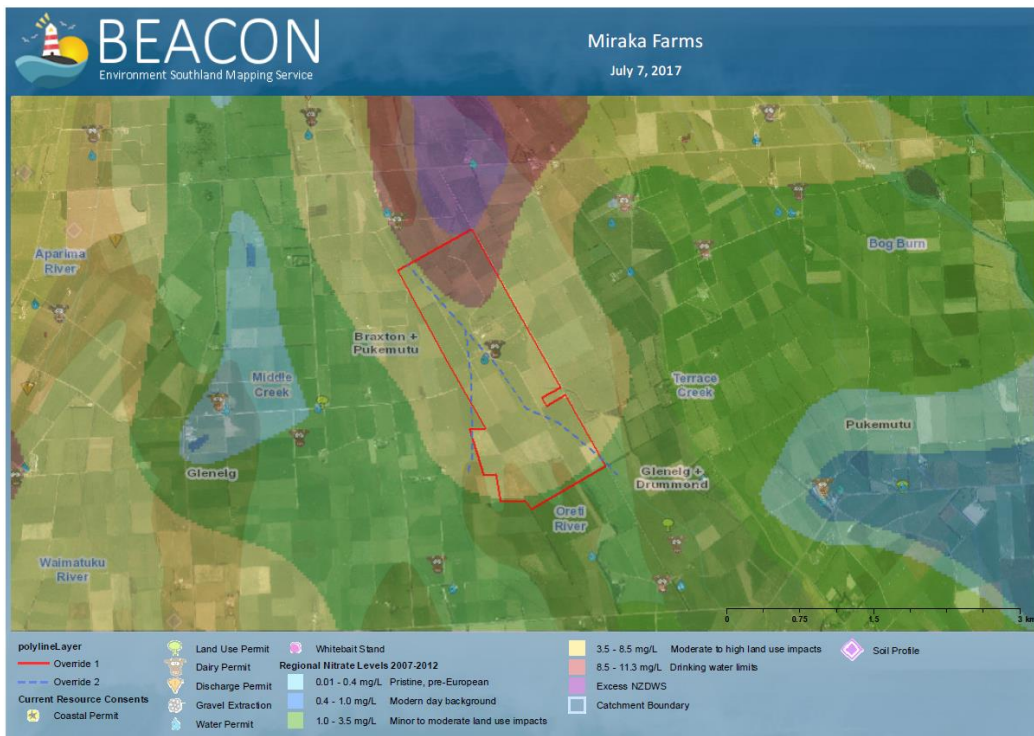 BEACON
Environment Southland Mapping Service
Miraka Farms
July 7, 2017
Aparima
River
Bog Burn
Braxton +
Pukemutu
Middle
Creek
Terrace
Creek
Pukemutu
Glenelg
Glenelg +
Drummond
Oreti
River
Waimatuku
River
0 0.75 1.5 3 km
polylineLayer
Override 1
Override 2
Current Resource Consents
Coastal Permit
Land Use Permit
Dairy Permit
Discharge Permit
Gravel Extraction
Water Permit
Whitebait Stand
Regional Nitrate Levels 2007-2012
0.01 - 0.4 mg/L Pristine, pre-European
0.4 - 1.0 mg/L Modern day background
1.0 - 3.5 mg/L Minor to moderate land use impacts
3.5 - 8.5 mg/L Moderate to high land use impacts
8.5 - 11.3 mg/L Drinking water limits
Excess NZDWS
Catchment Boundary
Soil Profile